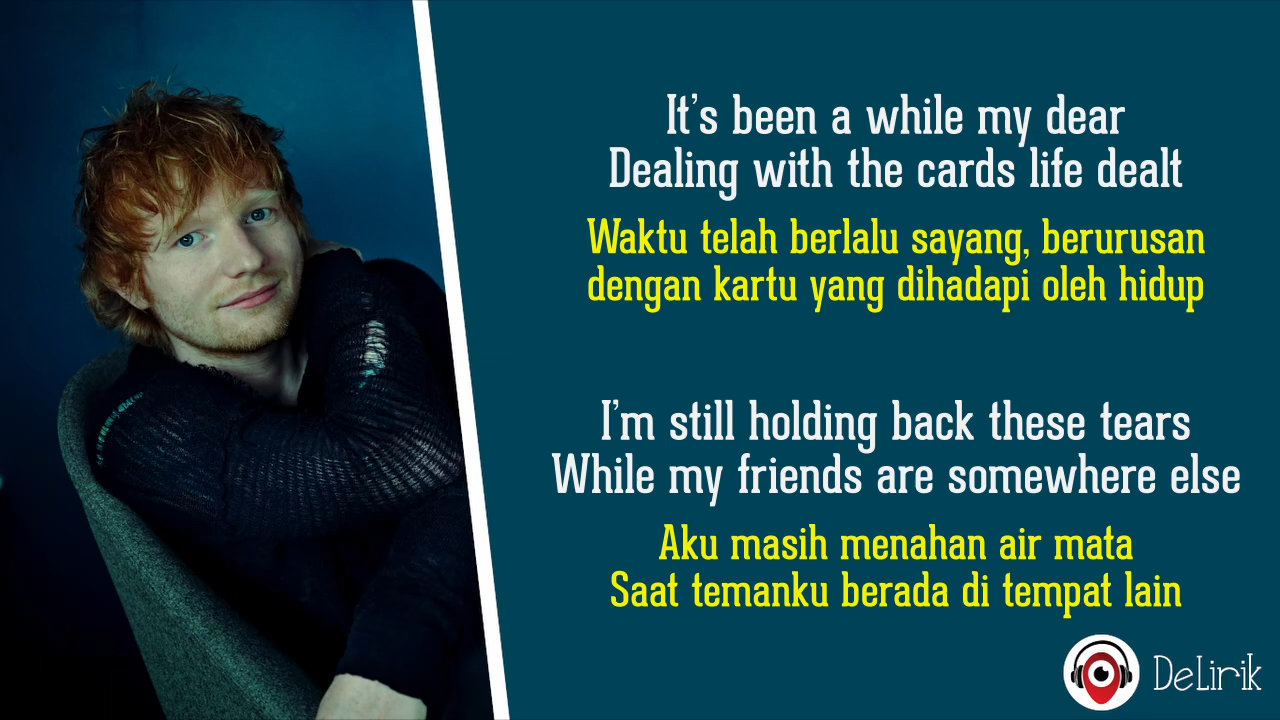 It's been a while my dear
Dealing with the cards life dealt
Waktu telah berlalu sayang, berurusan
dengan kartu yang dihadapi oleh hidup
I'm still holding back these tears
While my friends are somewhere else
Aku masih menahan air mata
Saat temanku berada di tempat lain
DeLirik